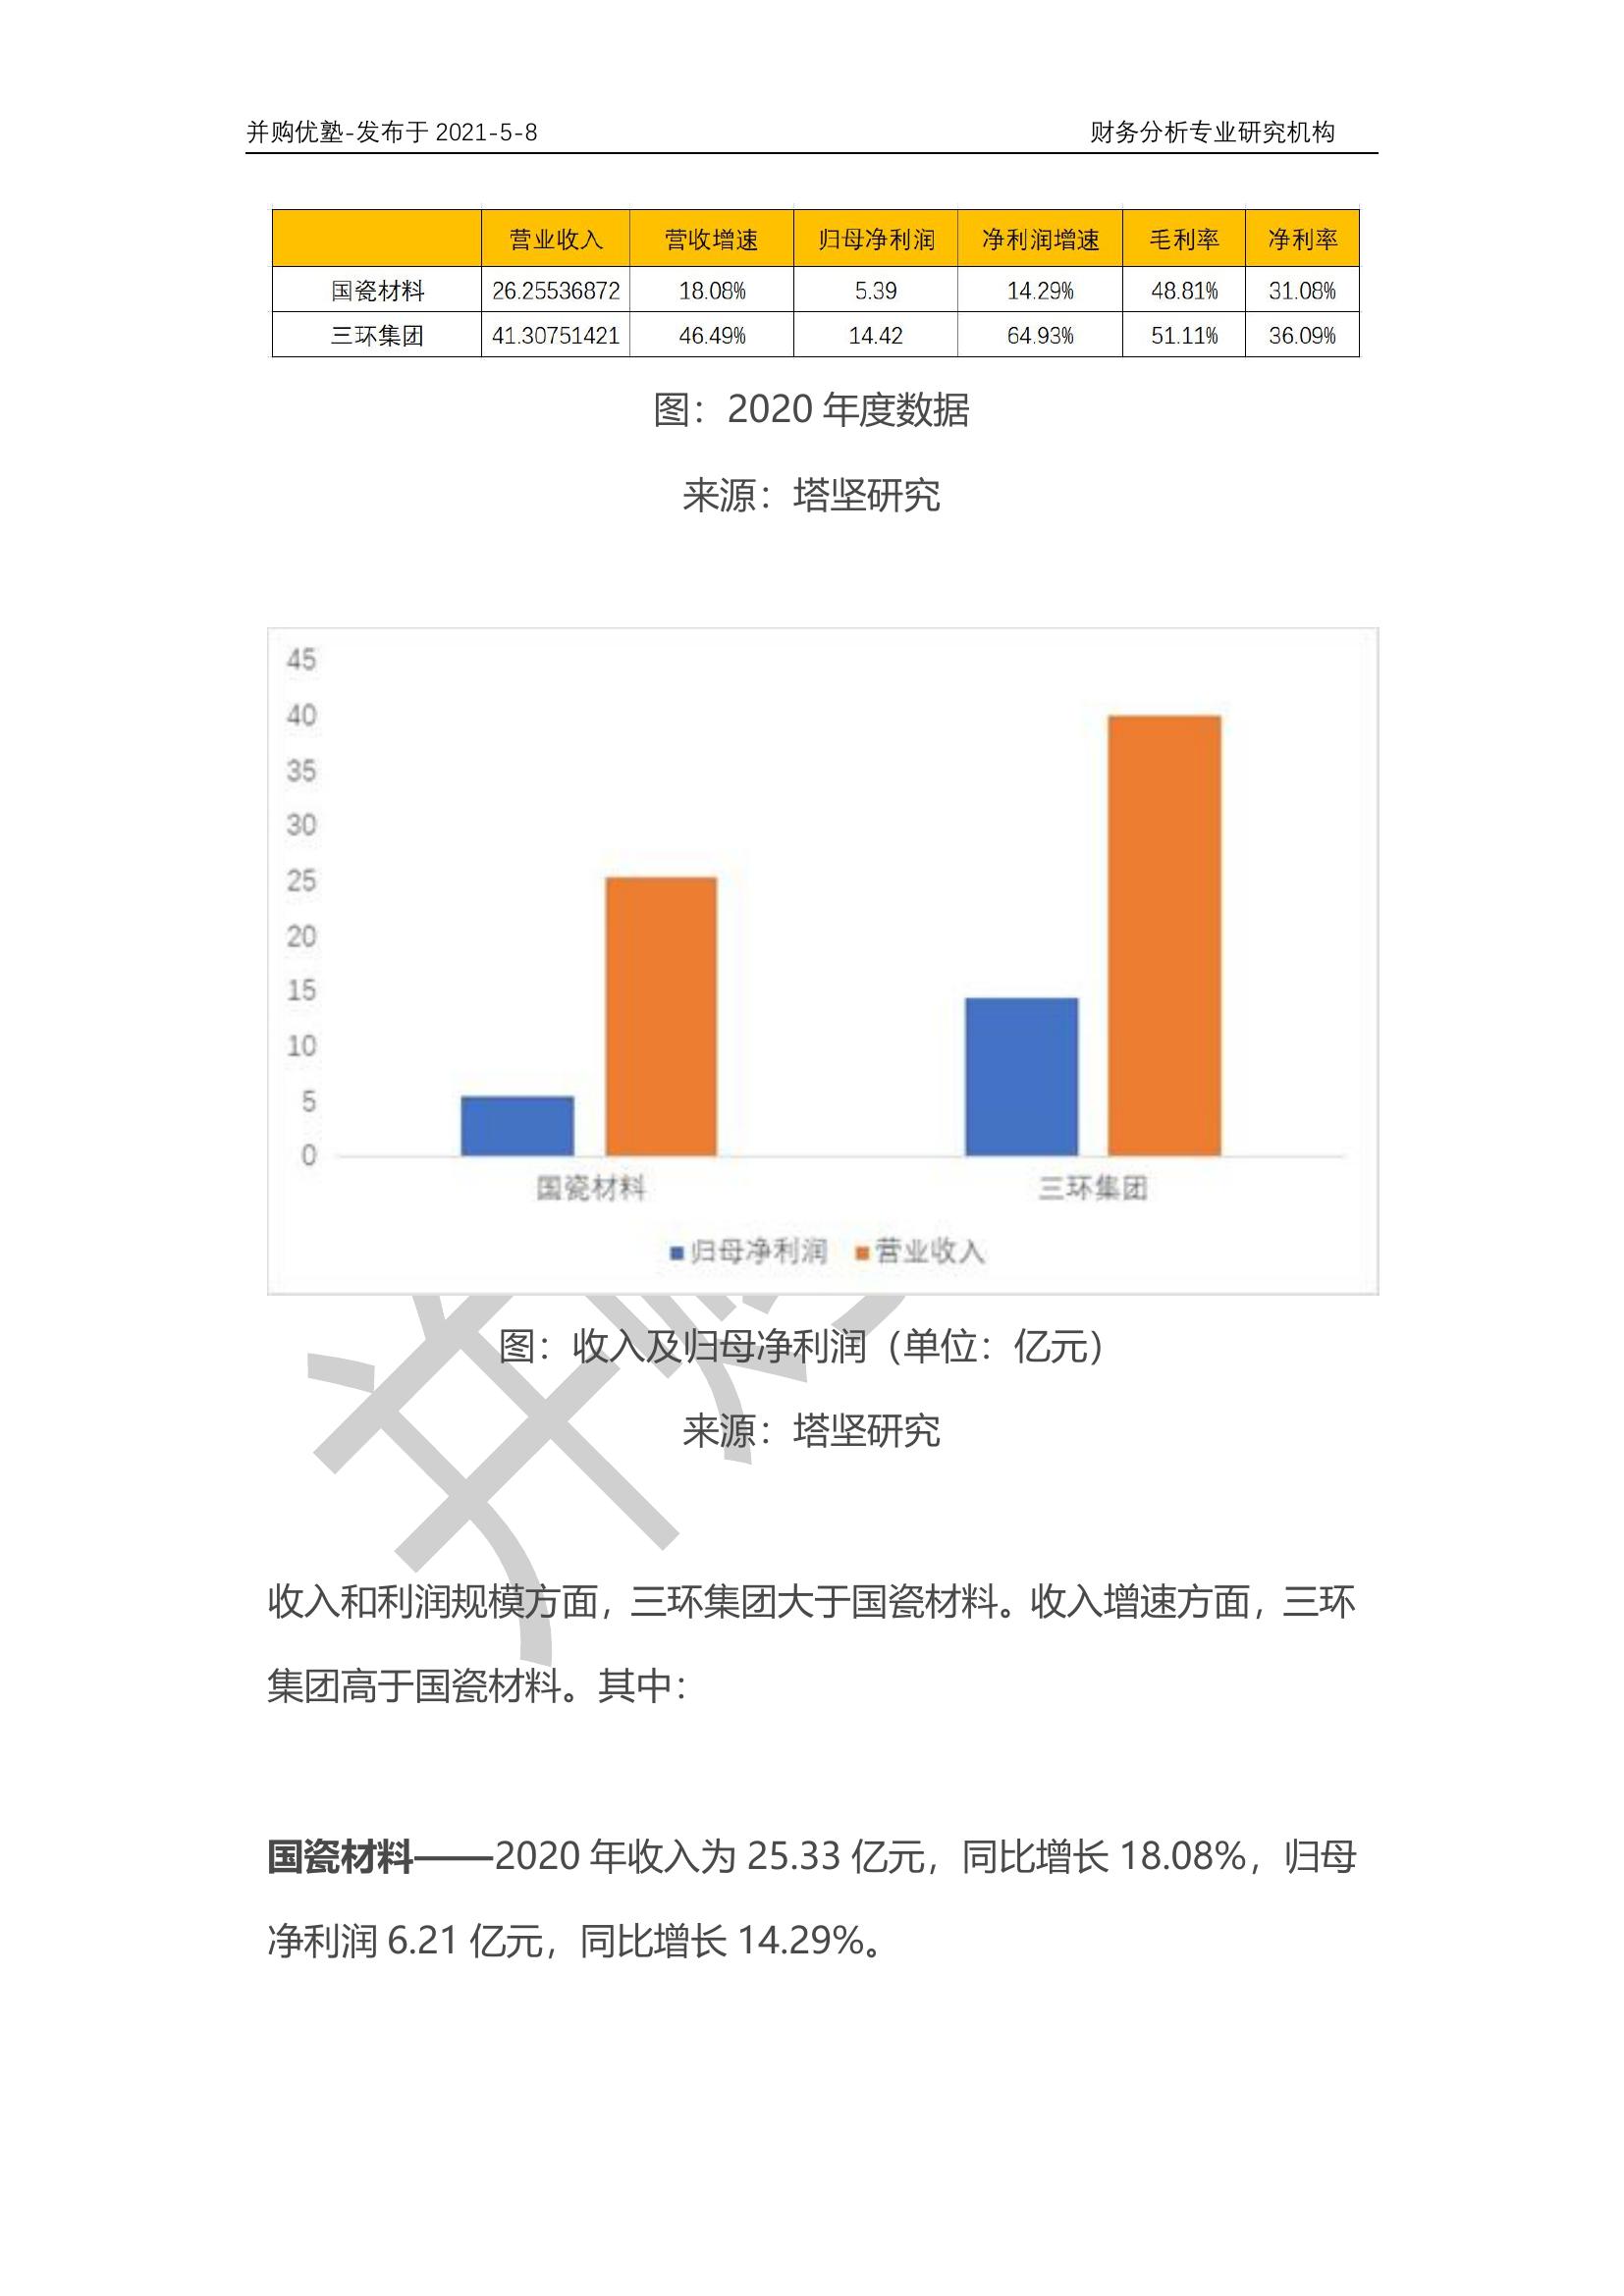 并购优塾-发布于 2021-5-8 财务分析专业研究机构
营业收入 营收增速 归母净利润 净利润增速 毛利率 净利率
国瓷材料 26.25536872 18.08% 5.39 14.29% 48.81% 31.08%
三环集团 41.30751421 46.49% 14.42 64.93% 51.11% 36.09%
图：2020 年度数据
来源：塔坚研究
45
40
35
30
25
20
15
10
5
0
国瓷材料 三环集团
归母净利润 营业收入
图：收入及归母净利润（单位：亿元）
来源：塔坚研究
收入和利润规模方面，三环集团大于国瓷材料。收入增速方面，三环
集团高于国瓷材料。其中：
国瓷材料——2020 年收入为 25.33 亿元，同比增长 18.08%，归母
净利润 6.21 亿元，同比增长 14.29%。